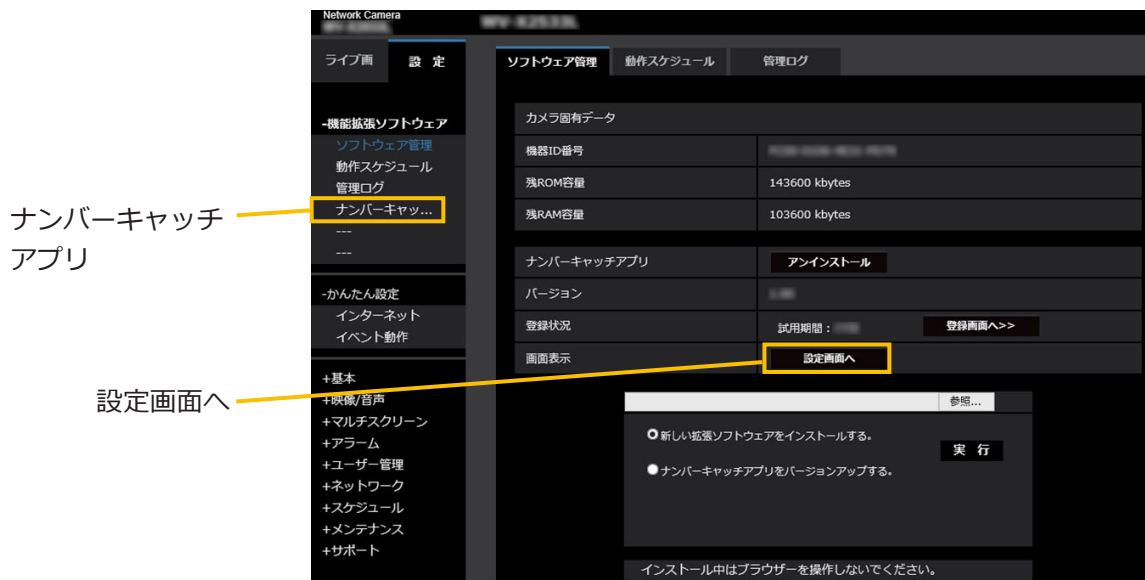 Network Camera
ライブ画
設 定
ソフトウェア管理
動作スケジュール
管理ログ
-機能拡張ソフトウェア
ソフトウェア管理
動作スケジュール
管理ログ
ナンバーキャッ...
---
---
-かんたん設定
インターネット
イベント動作
+基本
+映像/音声
+マルチスクリーン
+アラーム
+ユーザー管理
+ネットワーク
+スケジュール
+メンテナンス
+サポート
ナンバーキャッチ
アプリ
設定画面へ
カメラ固有データ
機器ID番号
残ROM容量 143600 kbytes
残RAM容量 103600 kbytes
ナンバーキャッチアプリ アンインストール
バージョン
登録状況 試用期間： 登録画面へ>>
画面表示 設定画面へ
参照...
新しい拡張ソフトウェアをインストールする。
実 行
ナンバーキャッチアプリをバージョンアップする。
インストール中はブラウザーを操作しないでください。